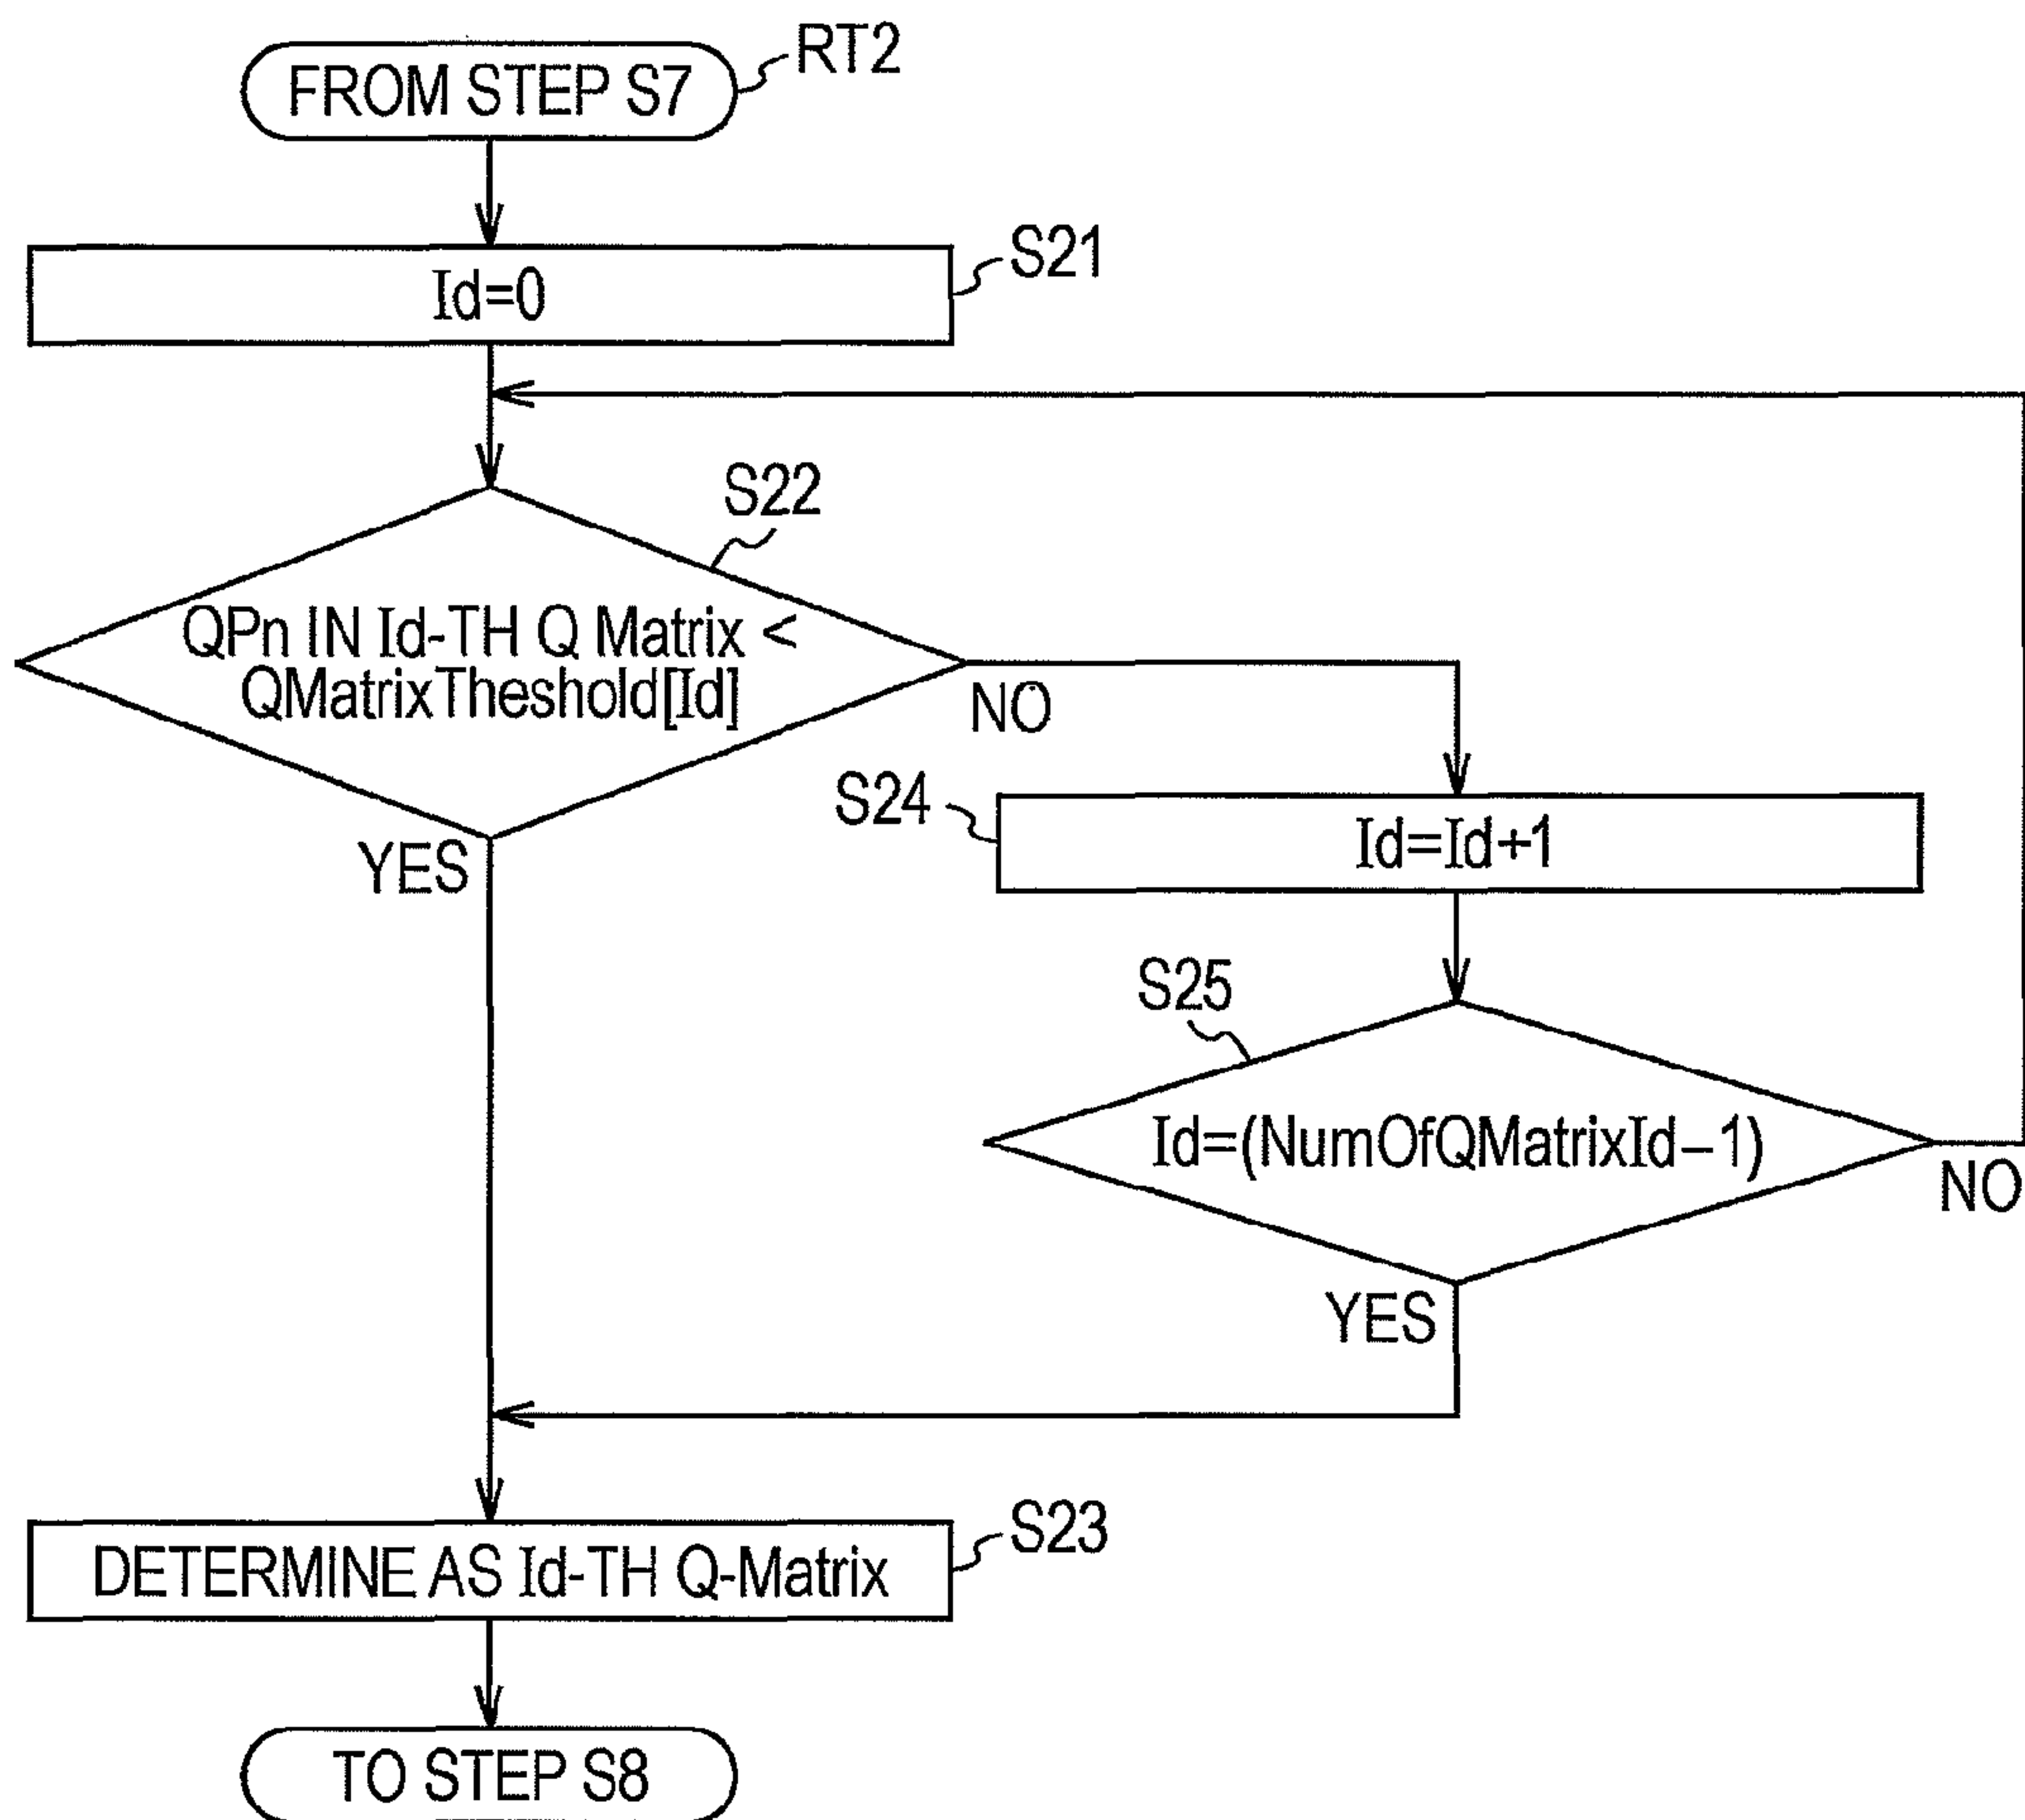 FROM STEP S7
RT2
Id=0
S21
S22
QPn IN Id-TH Q Matrix <
QMatrixTheshold[Id]
NO
YES
S24
Id=Id+1
S25
Id=(NumOfQMatrixId-1)
NO
YES
S23
DETERMINE AS Id-TH Q-Matrix
TO STEP S8